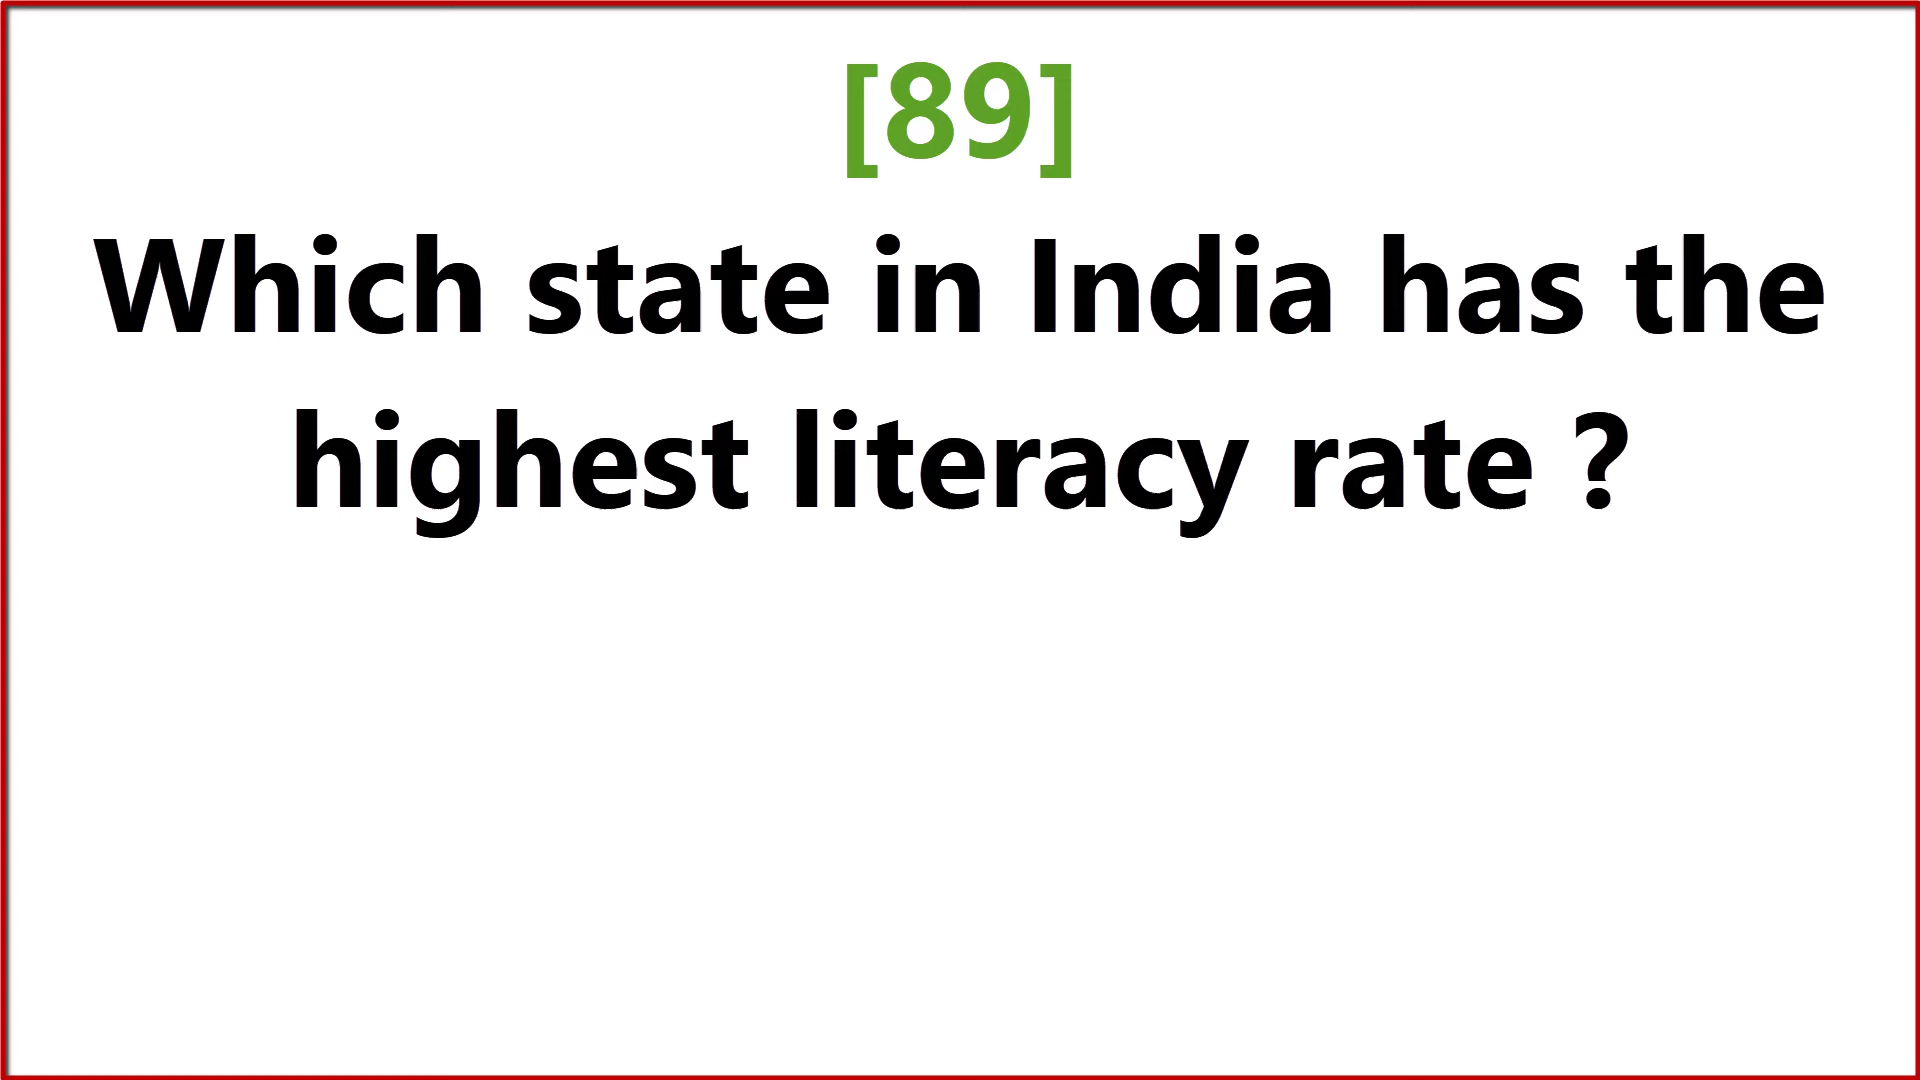 [89]
Which state in India has the
highest literacy rate ?